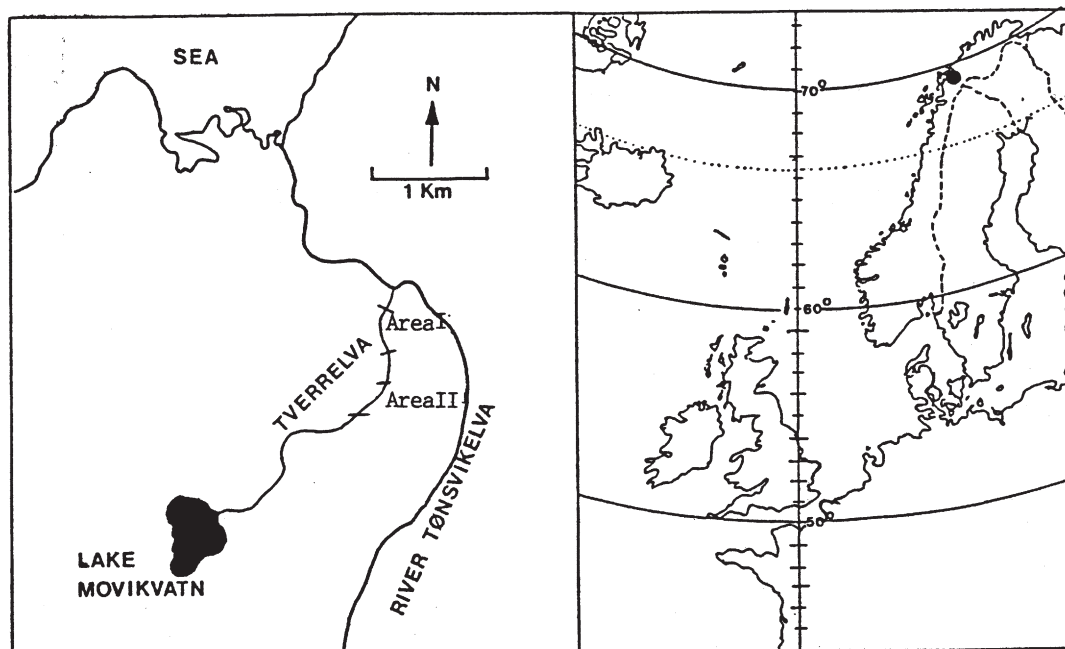 SEA
N
1 Km
AreaI
TVERRELVA
AreaII
RIVER TØNSVIKELVA
LAKE
MOVIKVATN
70°
60°
50°